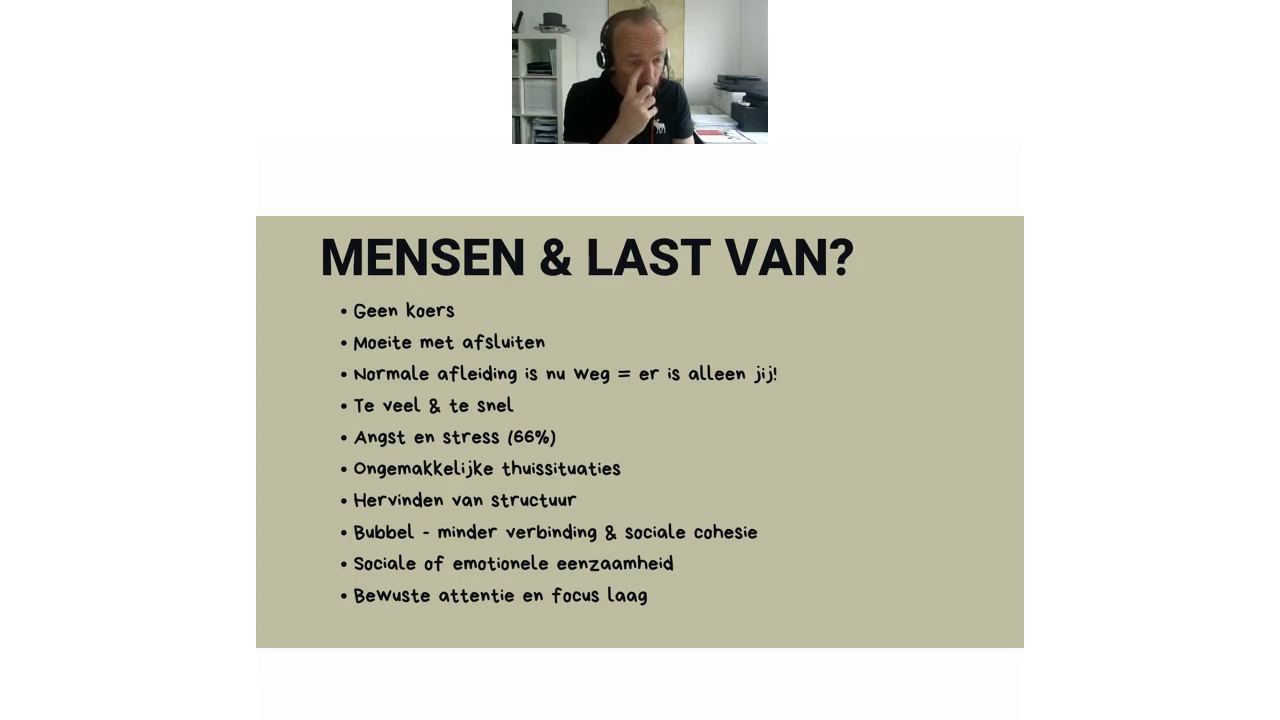 MENSEN & LAST VAN?
• Geen koers
• Moeite met afsluiten
• Normale afleiding is nu weg = er is alleen jij!
• Te veel & te snel
• Angst en stress (66%)
• Ongemakkelijke thuissituaties
• Hervinden van structuur
• Bubbel - minder verbinding & sociale cohesie
• Sociale of emotionele eenzaamheid
• Bewuste attentie en focus laag